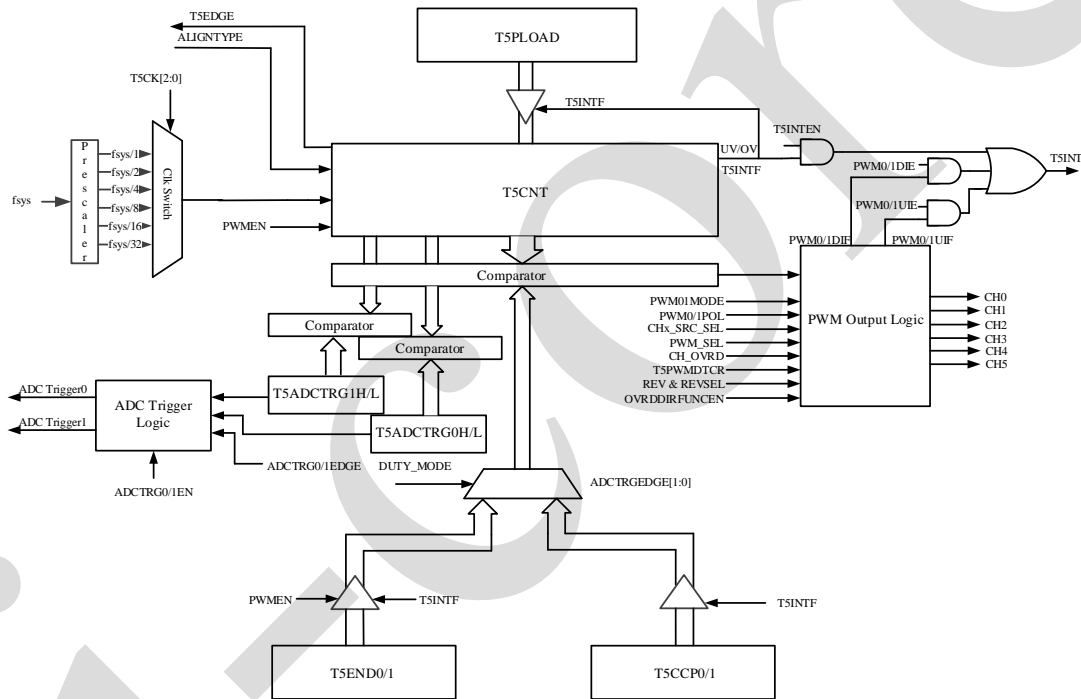 T5EDGE
ALIGNTYPE
T5PLOAD
T5CK[2:0]
T5INTF
T5INTEN
UV/OV
T5INTF
Prescaler
fsys/1
fsys/2
fsys/4
fsys/8
fsys/16
fsys/32
Clk Switch
fsys
T5CNT
PWMEN
PWM0/1DIE
PWM0/1UIE
T5INT
PWM0/1DIF
PWM0/1UIF
Comparator
Comparator
Comparator
PWM01MODE
PWM0/1POL
CHx_SRC_SEL
PWM_SEL
CH_OVRD
T5PWMDTCR
REV & REVSEL
OVRDDIRFUNCEN
PWM Output Logic
CH0
CH1
CH2
CH3
CH4
CH5
T5ADCTRG1H/L
T5ADCTRG0H/L
ADC Trigger0
ADC Trigger1
ADC Trigger
Logic
ADCTRG0/1EDGE
ADCTRG0/1EN
DUTY_MODE
ADCTRGEDGE[1:0]
PWMEN
T5INTF
T5INTF
T5END0/1
T5CCP0/1